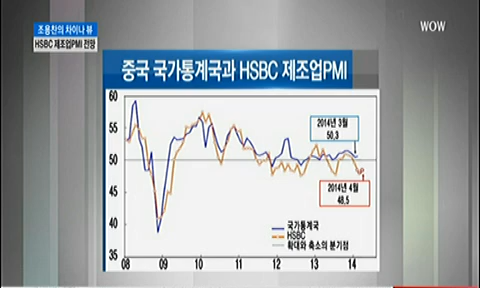 조용찬의 차이나 뷰
HSBC 제조업PMI 전망
WOW
중국 국가통계국과 HSBC 제조업PMI
60
55
50
45
40
35
2014년 3월
50.3
2014년 4월
48.5
국가통계국
HSBC
확대와 축소의 분기점
08 09 10 11 12 13 14